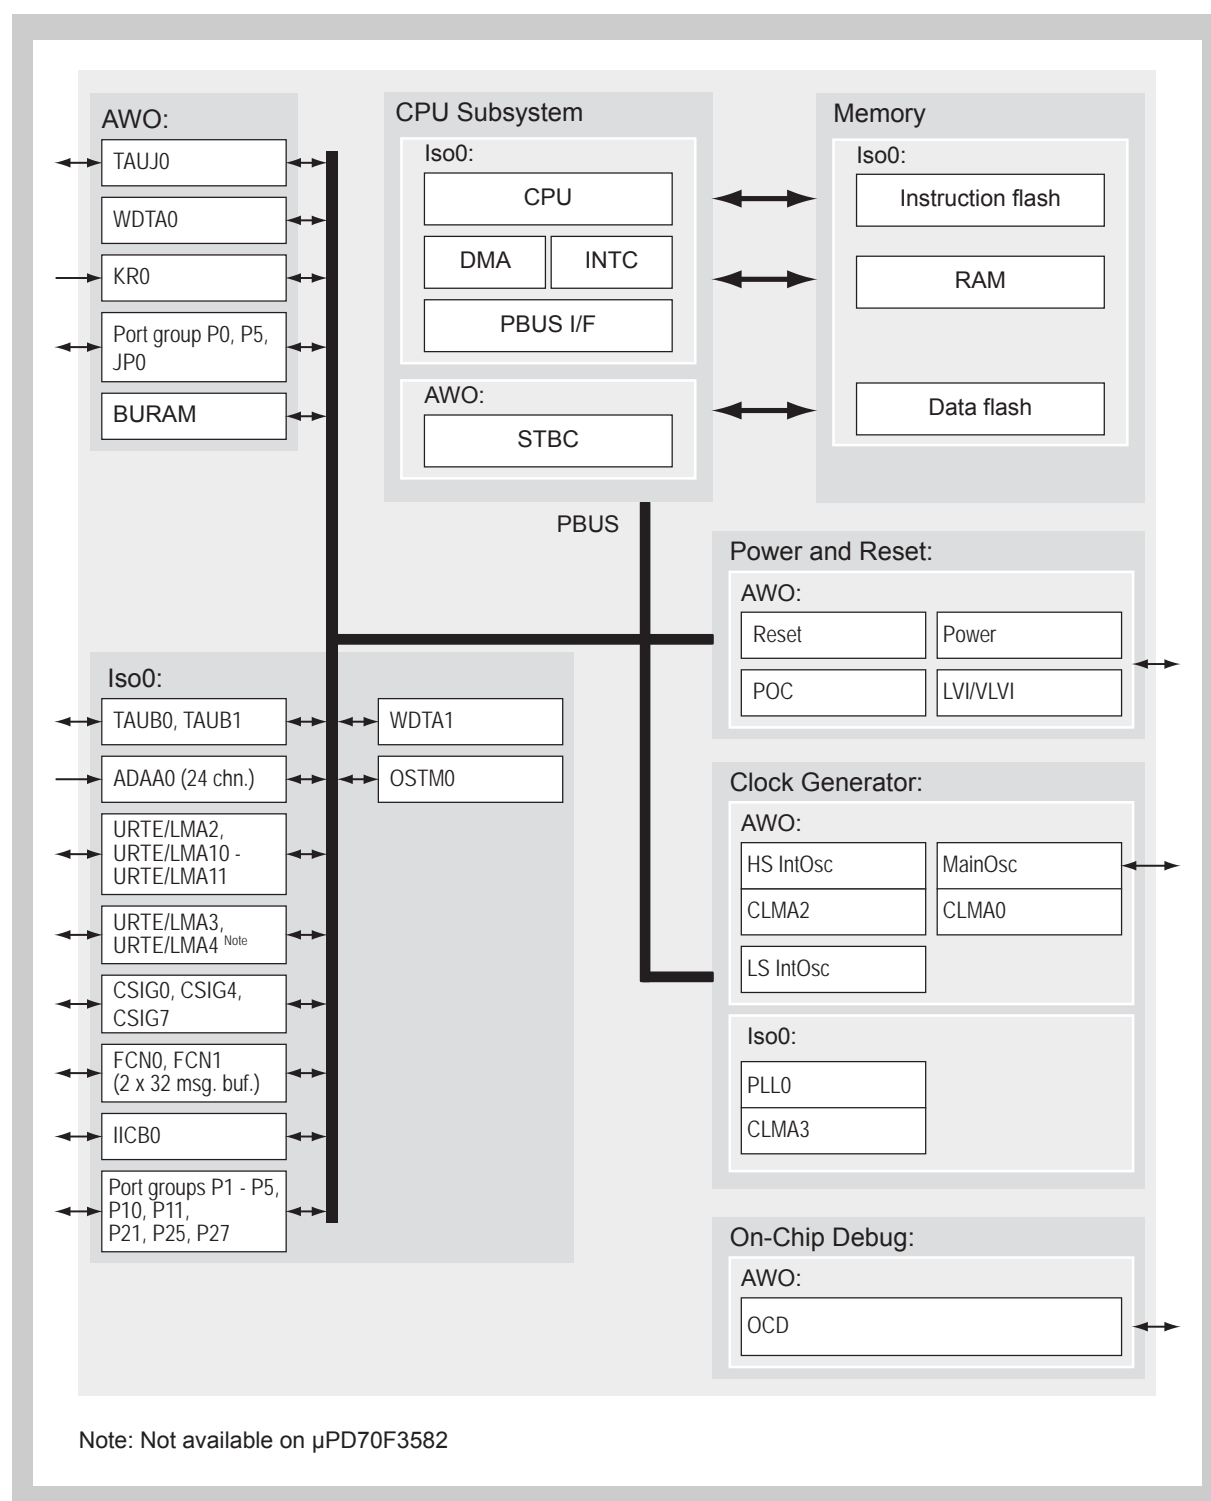 AWO:
TAUJ0
WDTA0
KR0
Port group P0, P5,
JP0
BURAM
CPU Subsystem
Iso0:
CPU
DMA
INTC
PBUS I/F
AWO:
STBC
Memory
Iso0:
Instruction flash
RAM
Data flash
PBUS
Iso0:
TAUB0, TAUB1
ADAA0 (24 chn.)
URTE/LMA2,
URTE/LMA10 -
URTE/LMA11
URTE/LMA3,
URTE/LMA4 Note
CSIG0, CSIG4,
CSIG7
FCN0, FCN1
(2 x 32 msg. buf.)
IICB0
Port groups P1 - P5,
P10, P11,
P21, P25, P27
WDTA1
OSTM0
Power and Reset:
AWO:
Reset
Power
POC
LVI/VLVI
Clock Generator:
AWO:
HS IntOsc
MainOsc
CLMA2
CLMA0
LS IntOsc
Iso0:
PLL0
CLMA3
On-Chip Debug:
AWO:
OCD
Note: Not available on µPD70F3582